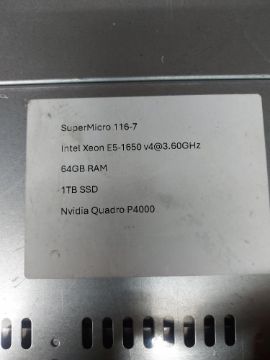 SuperMicro 116-7
Intel Xeon E5-1650 v4@3.60GHz
64GB RAM
1TB SSD
Nvidia Quadro P4000